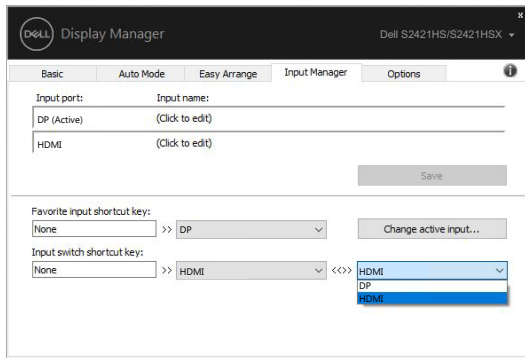 DELL Display Manager Dell S2421HS/S2421HSX x
Basic Auto Mode Easy Arrange Input Manager Options i
Input port: Input name:
DP (Active) (Click to edit)
HDMI (Click to edit)
Save
Favorite input shortcut key:
None >> DP Change active input...
Input switch shortcut key:
None >> HDMI <<>> HDMI
DP
HDMI